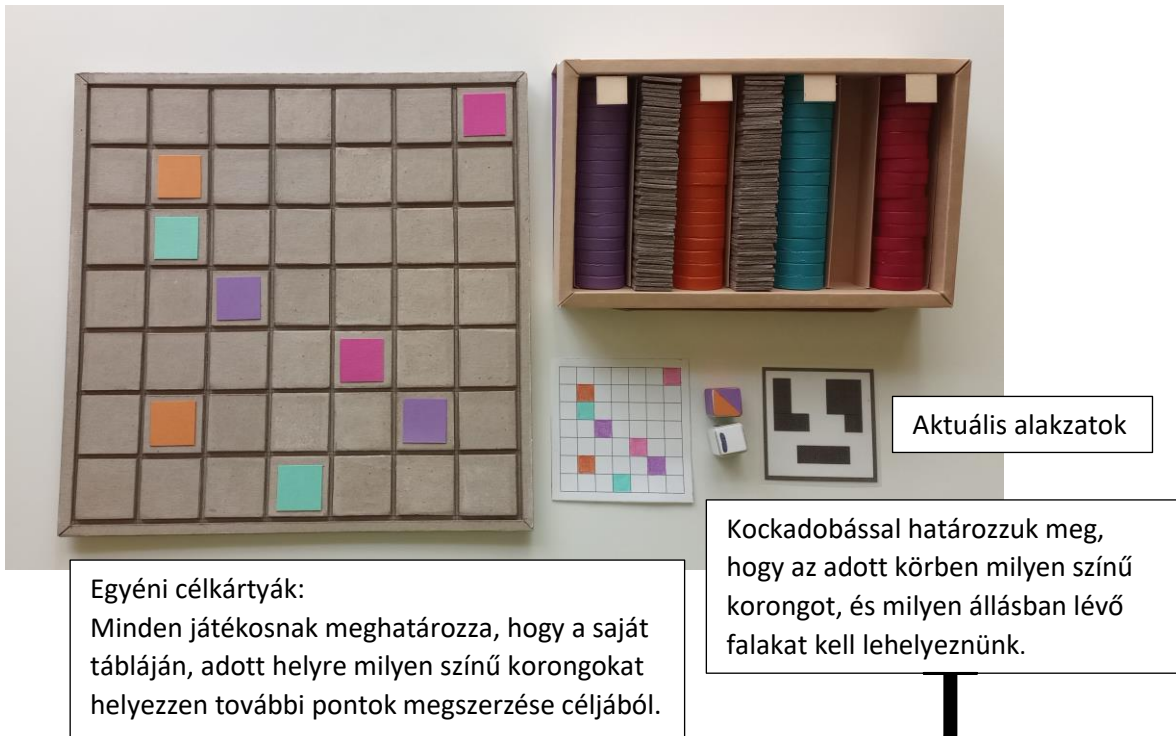 Aktuális alakzatok
Kockadobással határozzuk meg,
hogy az adott körben milyen színű
korongot, és milyen állásban lévő
falakat kell lehelyeznünk.
Egyéni célkártyák:
Minden játékosnak meghatározza, hogy a saját
tábláján, adott helyre milyen színű korongokat
helyezzen további pontok megszerzése céljából.